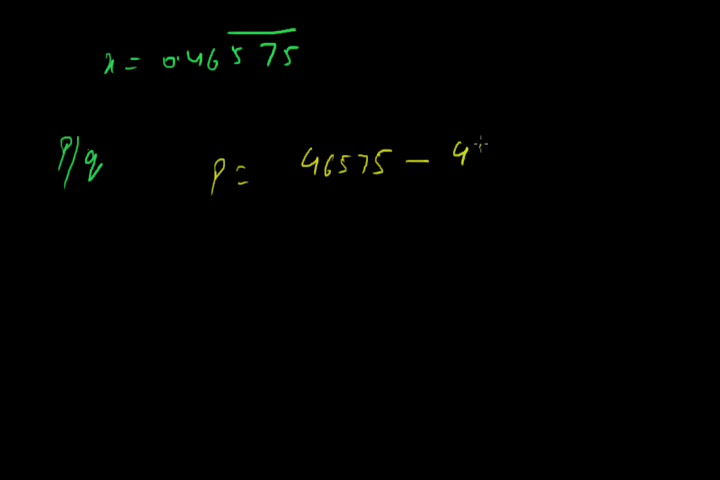 x = 0.46575
p/q
p = 46575 - 4